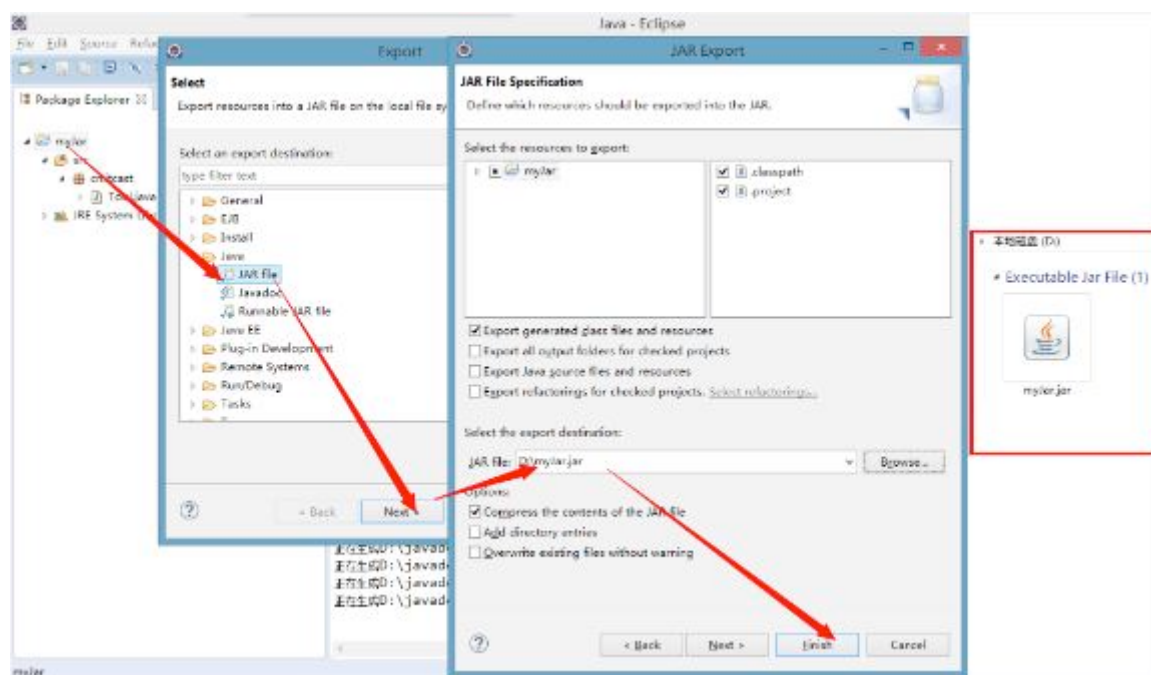 Java - Eclipse
File Edit Source
Package Explorer
myJar
src
JRE System
myJar
Export
Select
Export resources into a JAR file on the local file sy
Select an export destination:
type filter text
General
EJB
Install
Java
JAR file
Javadoc
Runnable JAR file
Java EE
Plug-in Development
Remote Systems
Run/Debug
Tasks
< Back
Next >
正在生成D:\javad
正在生成D:\javad
正在生成D:\javad
正在生成D:\javad
JAR Export
JAR File Specification
Define which resources should be exported into the JAR.
Select the resources to export:
myJar
.classpath
.project
Export generated class files and resources
Export all output folders for checked projects
Export Java source files and resources
Export refactorings for checked projects. Select refactorings...
Select the export destination:
JAR file: D:\myJar.jar
Browse...
Options:
Compress the contents of the JAR file
Add directory entries
Overwrite existing files without warning
< Back Next > Finish Cancel
本地磁盘 (D:)
Executable Jar File (1)
myJar.jar